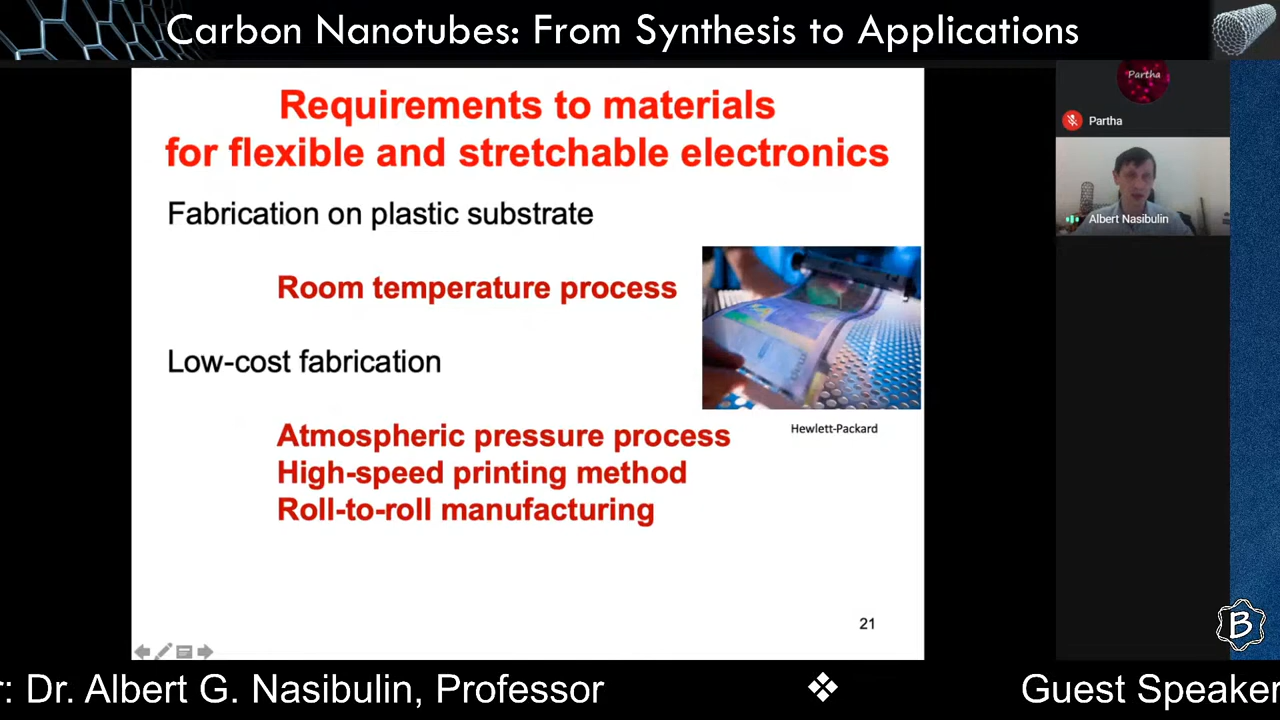 Carbon Nanotubes: From Synthesis to Applications
Requirements to materials
for flexible and stretchable electronics
Fabrication on plastic substrate
Room temperature process
Low-cost fabrication
Atmospheric pressure process
High-speed printing method
Roll-to-roll manufacturing
Hewlett-Packard
21
Partha
Partha
Albert Nasibulin
B
r: Dr. Albert G. Nasibulin, Professor ❖ Guest Speaker